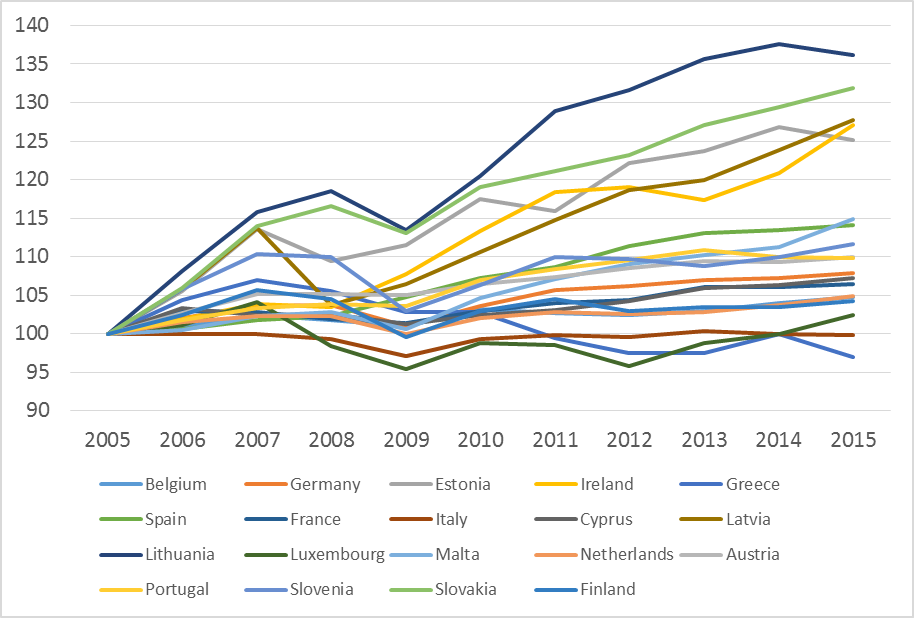 140
135
130
125
120
115
110
105
100
95
90
2005 2006 2007 2008 2009 2010 2011 2012 2013 2014 2015
Belgium Germany Estonia Ireland Greece
Spain France Italy Cyprus Latvia
Lithuania Luxembourg Malta Netherlands Austria
Portugal Slovenia Slovakia Finland